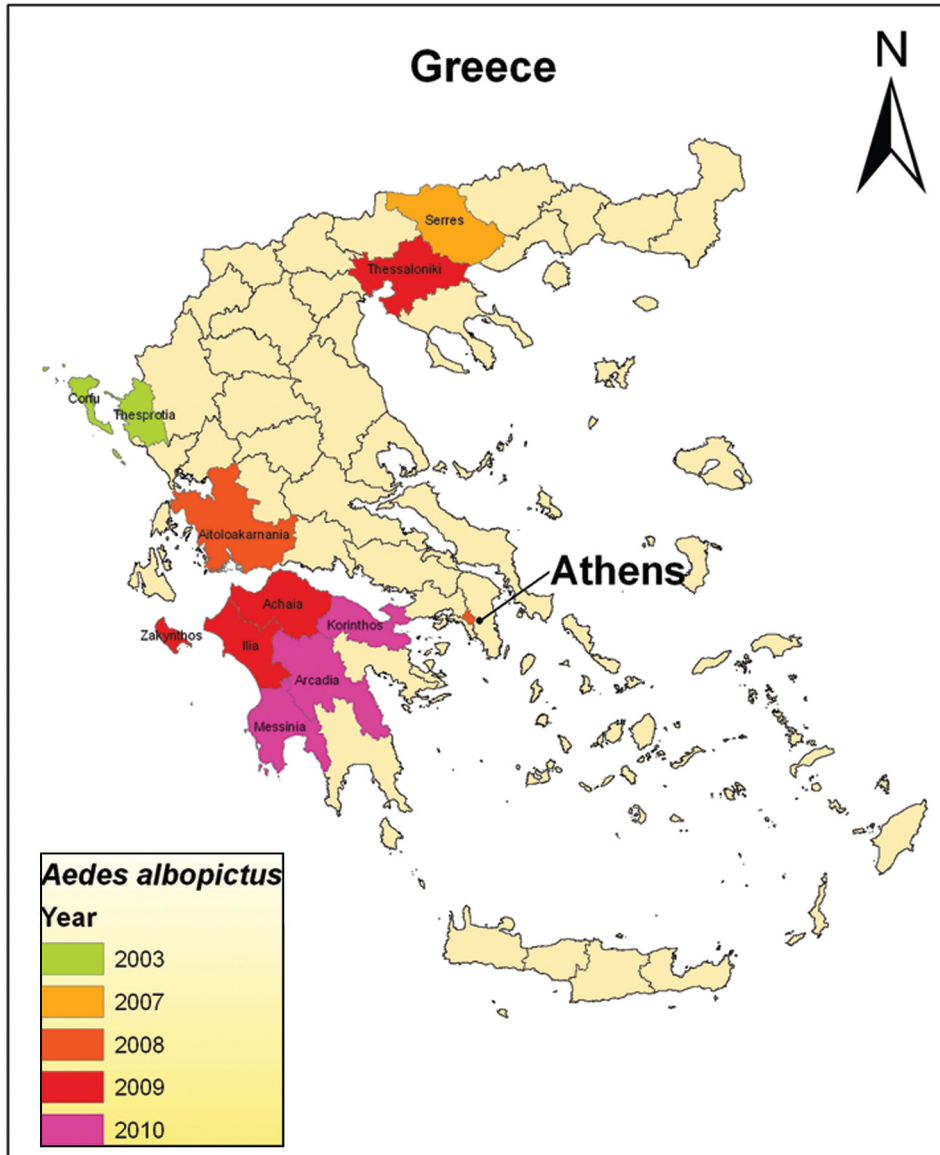 Greece
N
Serres
Thessaloniki
Corfu
Thesprotia
Aitoloakarnania
Athens
Achaia
Korinthos
Zakynthos
Ilia
Arcadia
Messinia
Aedes albopictus
Year
2003
2007
2008
2009
2010